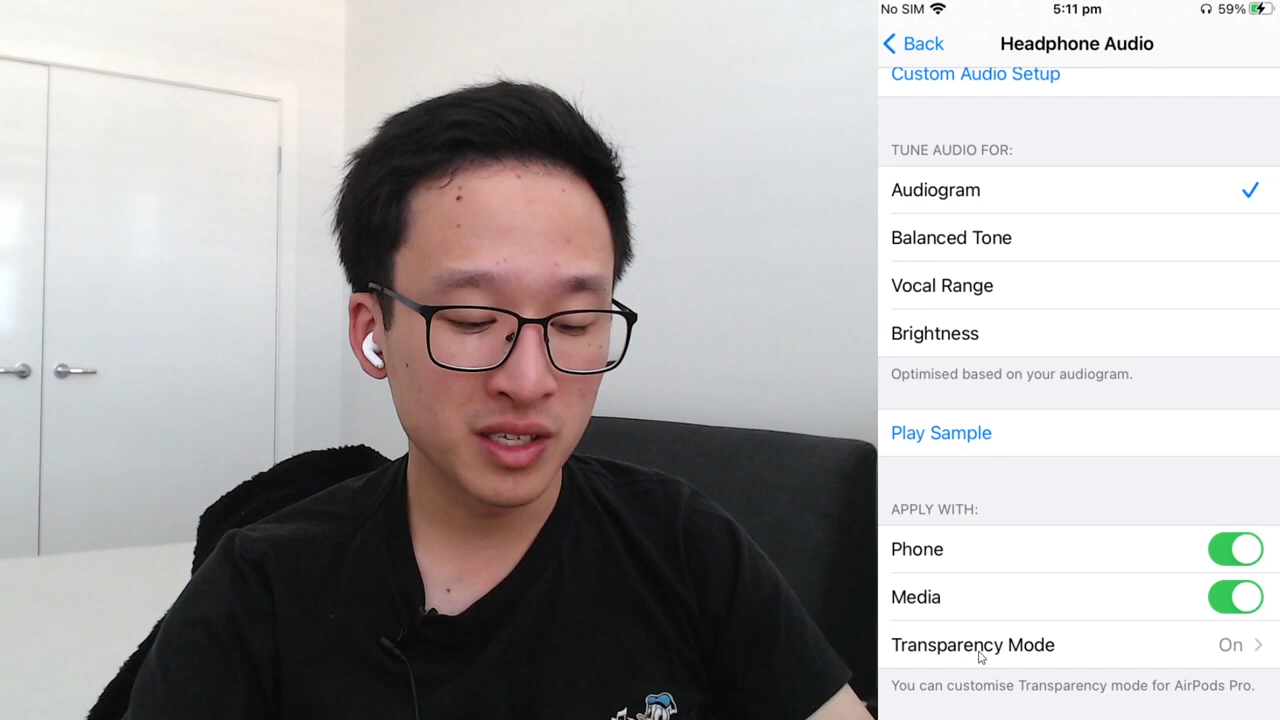 No SIM 5:11 pm 59%
Back Headphone Audio
Custom Audio Setup
TUNE AUDIO FOR:
Audiogram
Balanced Tone
Vocal Range
Brightness
Optimised based on your audiogram.
Play Sample
APPLY WITH:
Phone
Media
Transparency Mode On
You can customise Transparency mode for AirPods Pro.